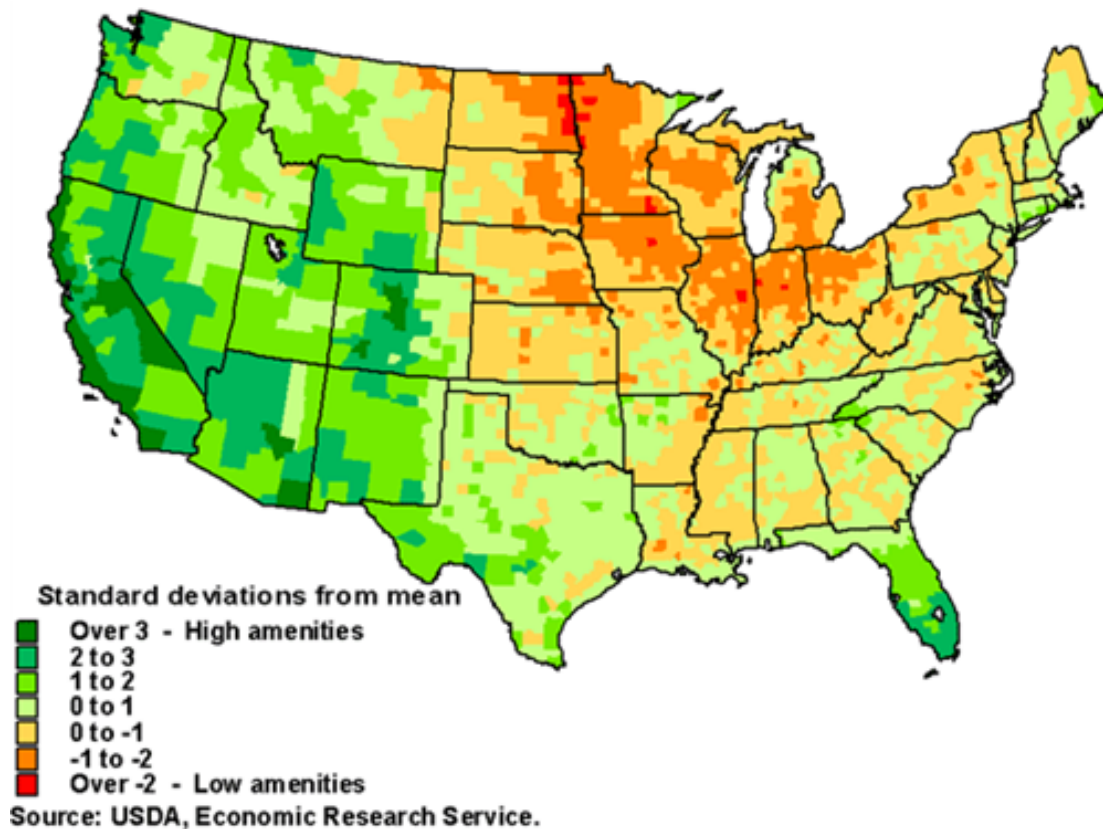 Standard deviations from mean
Over 3 - High amenities
2 to 3
1 to 2
0 to 1
0 to -1
-1 to -2
Over -2 - Low amenities
Source: USDA, Economic Research Service.